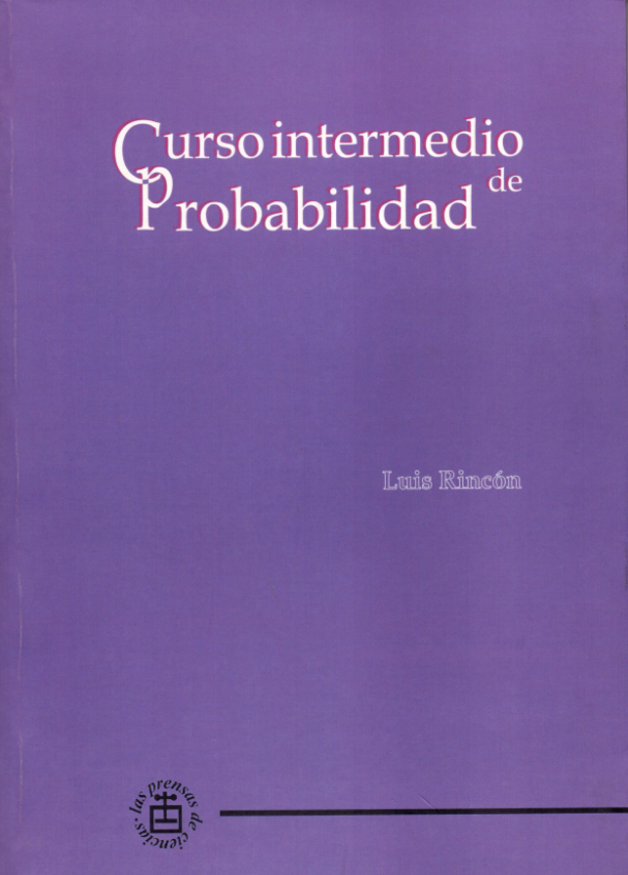 Curso intermedio
de
Probabilidad
Luis Rincón
las prensas de ciencias.